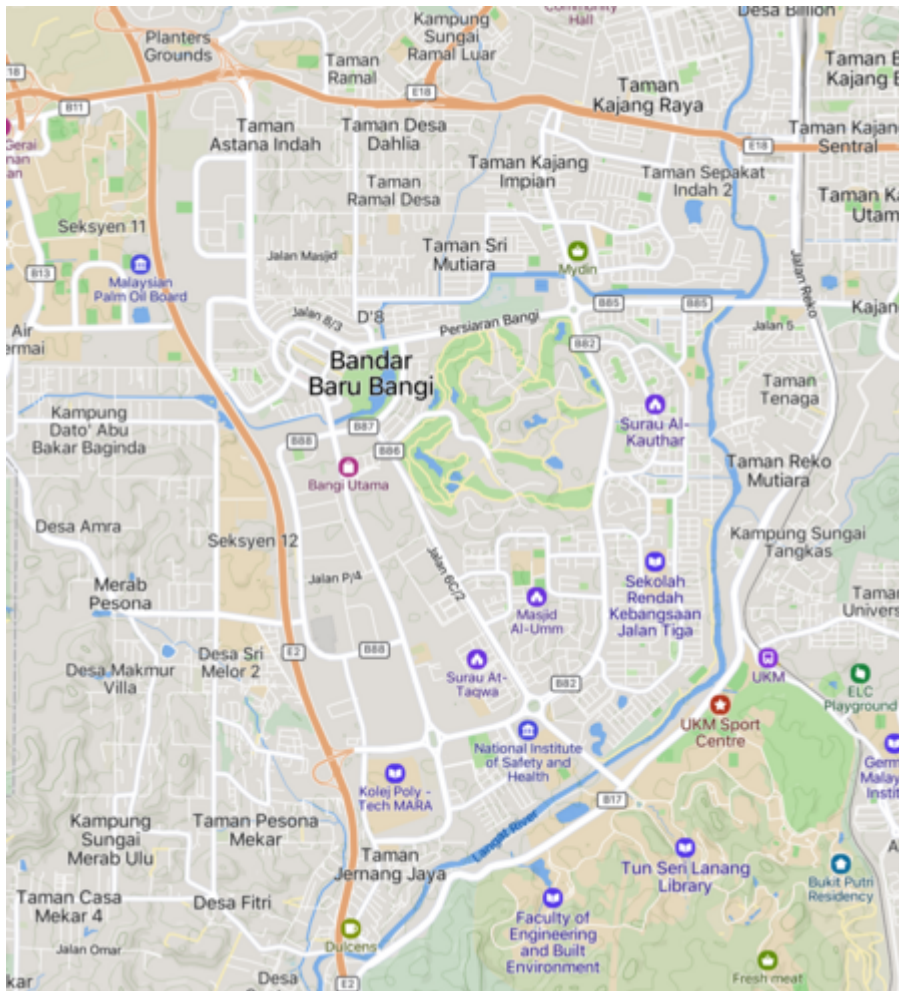 Community
Hall
Desa Billion
Kampung
Sungai
Ramal Luar
Planters
Grounds
Taman
Ramal
Taman
Kajang Raya
Kajang
E18
B11
18
Taman
Astana Indah
Taman Desa
Dahlia
E18
Taman Kajang
Sentral
Gerai
Taman Kajang
Impian
Taman Sepakat
Indah 2
Taman
Ramal Desa
Seksyen 11
Jalan Masjid
Taman Sri
Mutiara
Mydin
Jalan Reko
B13
Malaysian
Palm Oil Board
Jalan 8/3
D'8
Persiaran Bangi
B85
B85
Jalan 5
Air
B82
Bandar
Baru Bangi
Taman
Tenaga
Kampung
Dato' Abu
Bakar Baginda
B88
B87
B86
Surau Al-
Kauthar
Bangi Utama
Taman Reko
Mutiara
Desa Amra
Seksyen 12
Kampung Sungai
Tangkas
Merab
Pesona
Jalan P/4
Jalan 6C/2
Masjid
Al-Umm
Sekolah
Rendah
Kebangsaan
Jalan Tiga
Desa Makmur
Villa
Desa Sri
Melor 2
E2
B88
Surau At-
Taqwa
B82
UKM
ELC
Playground
UKM Sport
Centre
National Institute
of Safety and
Health
Kolej Poly -
Tech MARA
B17
Langat River
Kampung
Sungai
Merab Ulu
Taman Pesona
Mekar
Taman
Jernang Jaya
Tun Seri Lanang
Library
Bukit Putri
Residency
Taman Casa
Mekar 4
Desa Fitri
Faculty of
Engineering
and Built
Environment
Jalan Omar
Dulcens
Fresh meat
Desa
E2